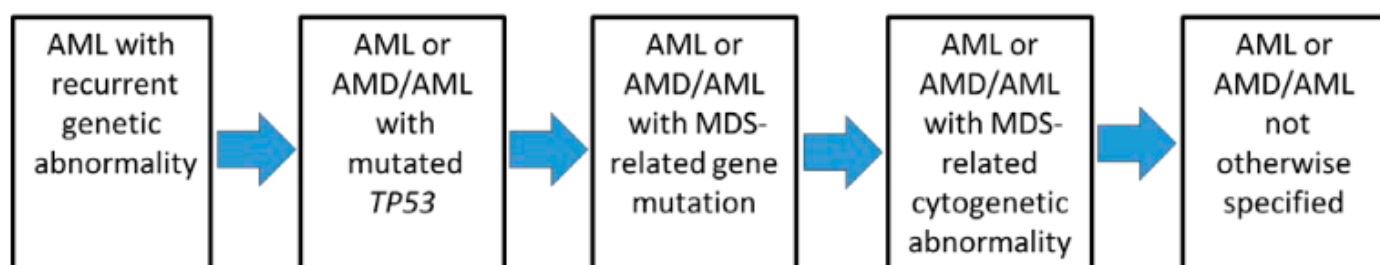 AML with
recurrent
genetic
abnormality
AML or
AMD/AML
with
mutated
TP53
AML or
AMD/AML
with MDS-
related gene
mutation
AML or
AMD/AML
with MDS-
related
cytogenetic
abnormality
AML or
AMD/AML
not
otherwise
specified